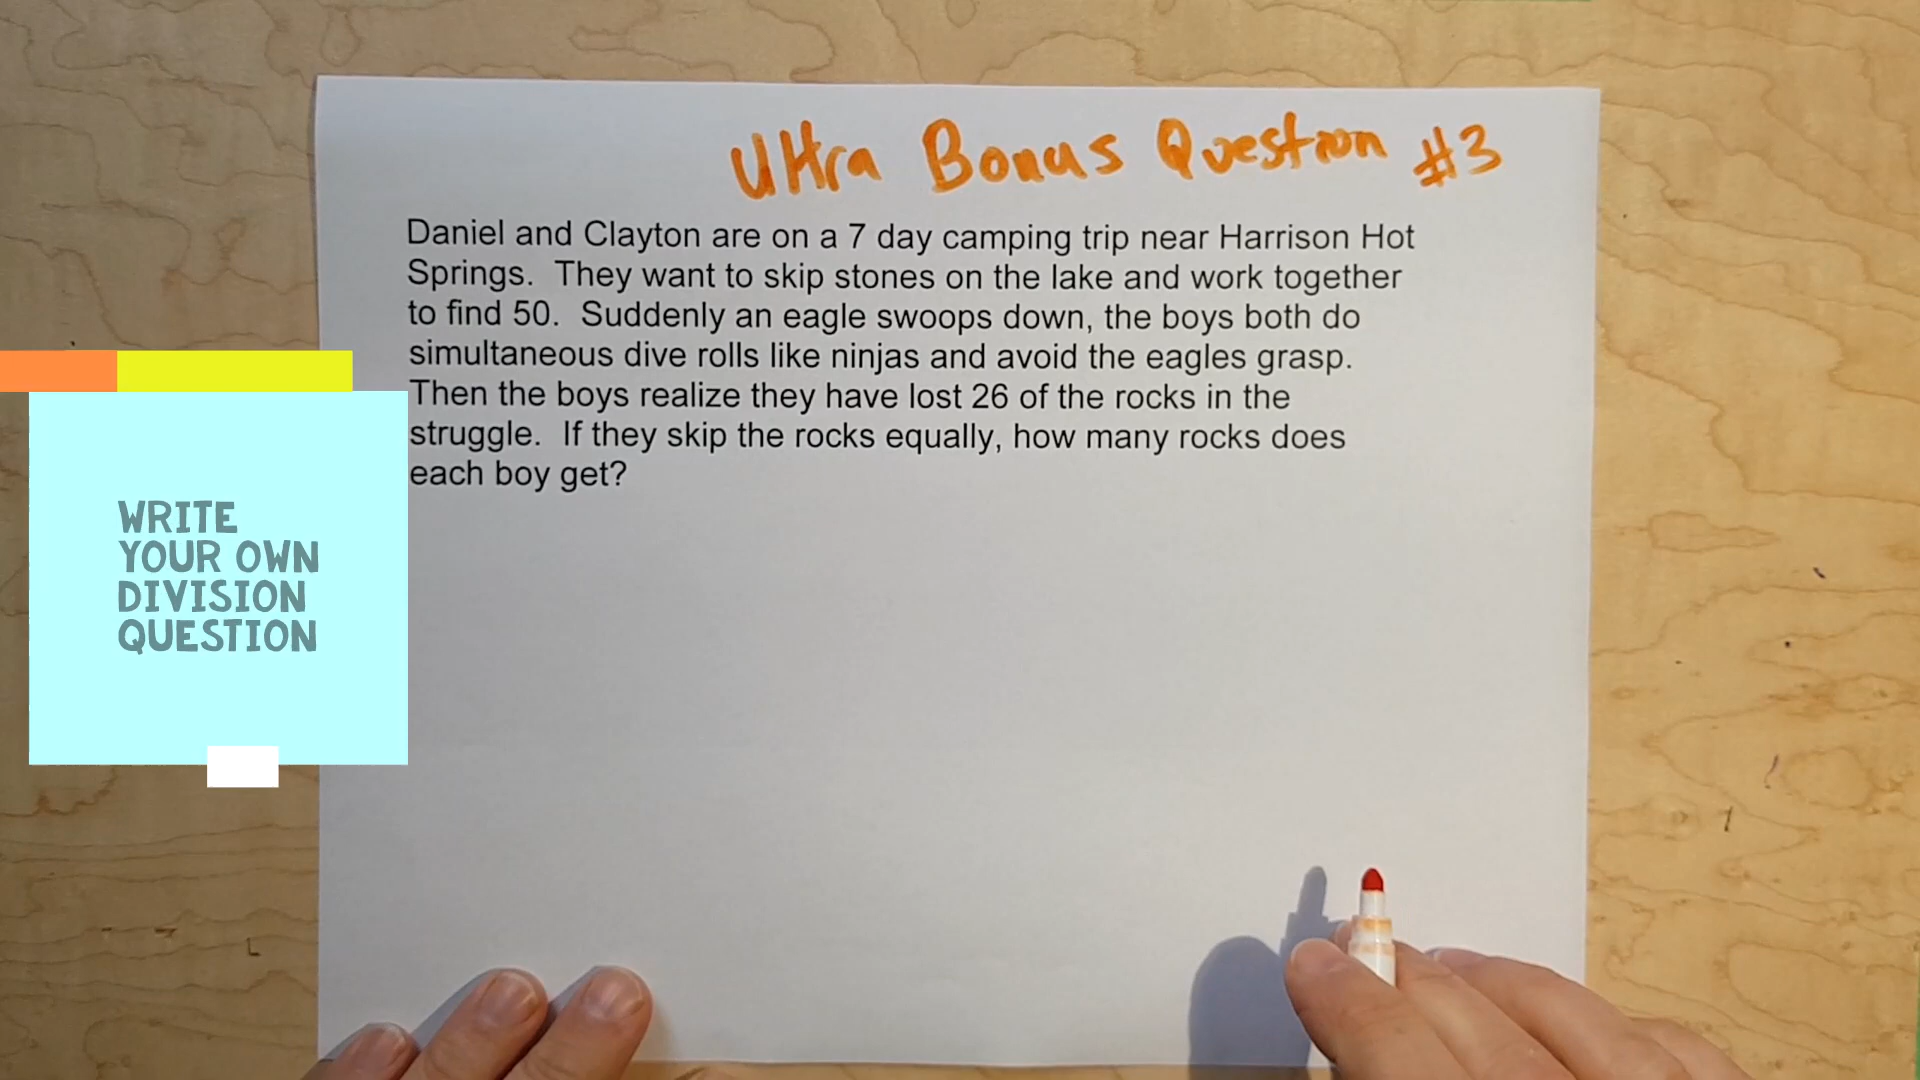 Ultra Bonus Question #3
Daniel and Clayton are on a 7 day camping trip near Harrison Hot
Springs. They want to skip stones on the lake and work together
to find 50. Suddenly an eagle swoops down, the boys both do
simultaneous dive rolls like ninjas and avoid the eagles grasp.
Then the boys realize they have lost 26 of the rocks in the
struggle. If they skip the rocks equally, how many rocks does
each boy get?
WRITE
YOUR OWN
DIVISION
QUESTION